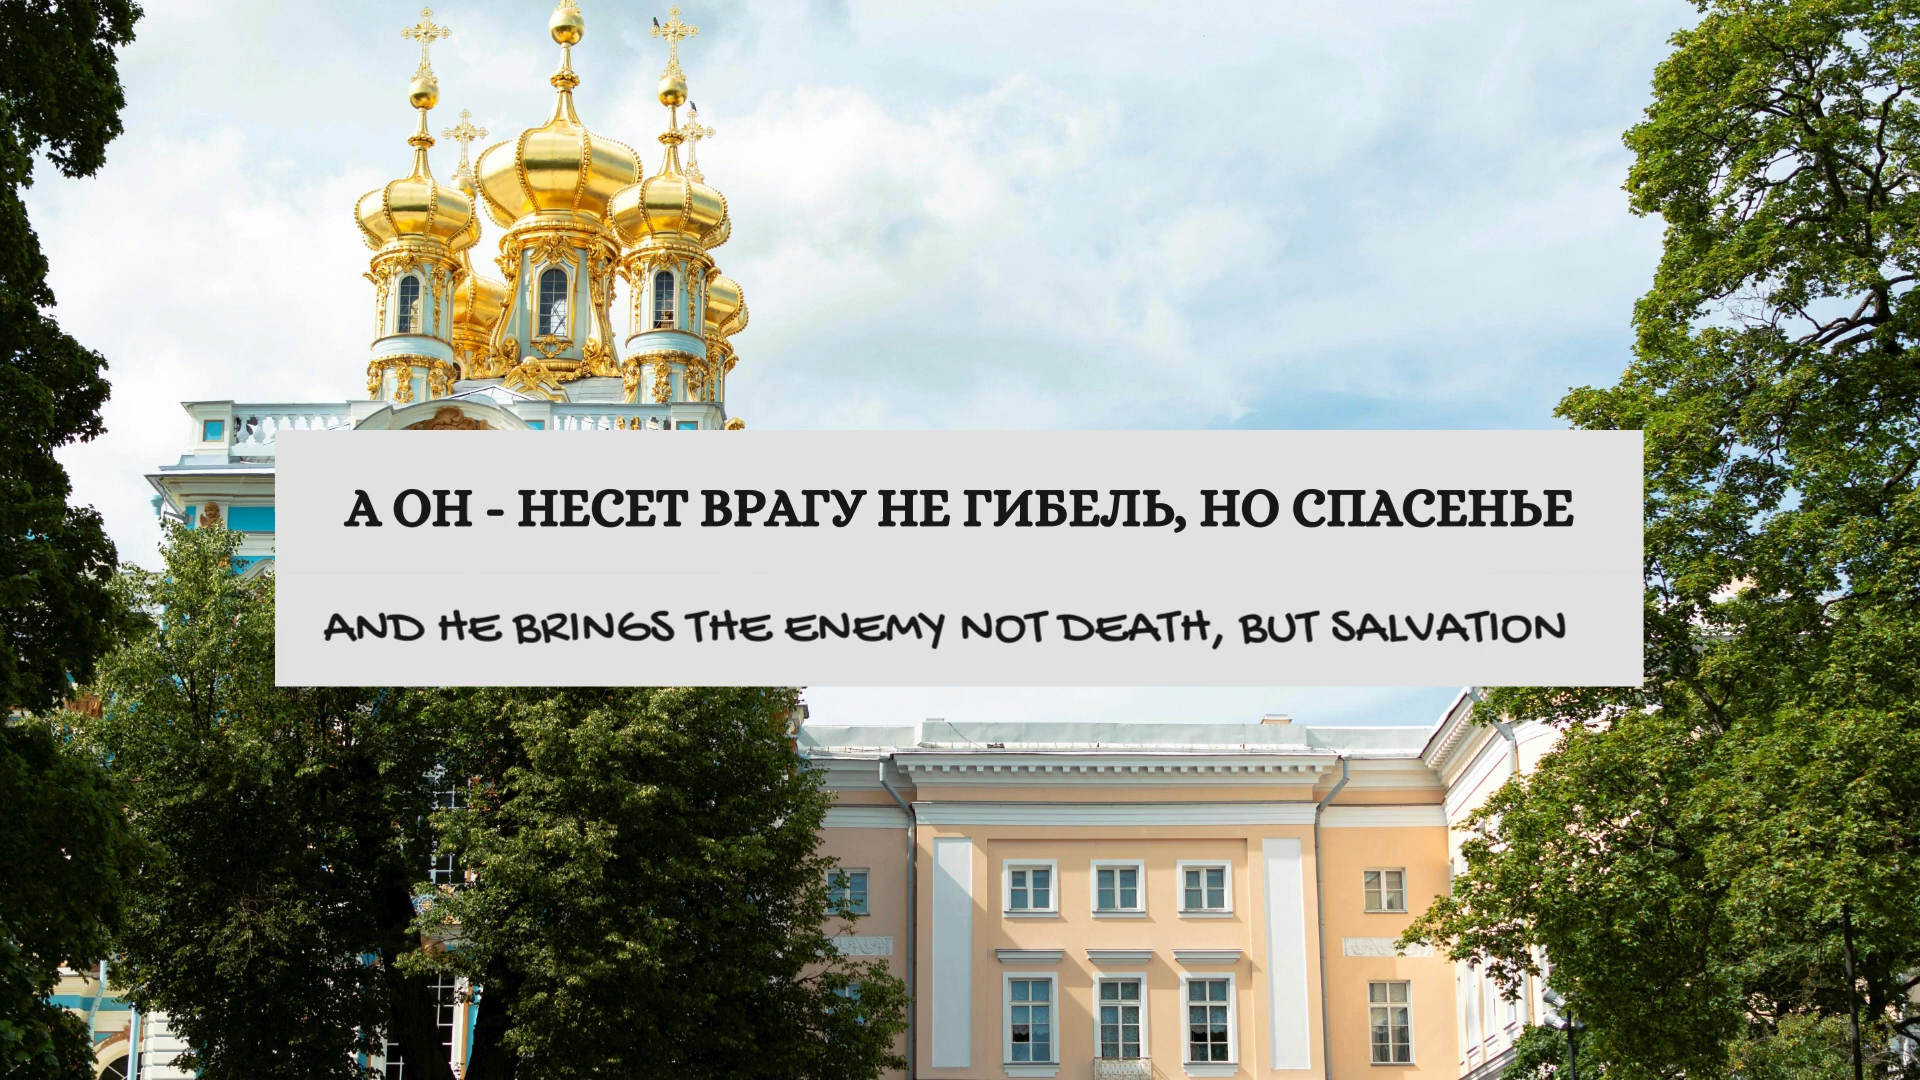 А ОН - НЕСЕТ ВРАГУ НЕ ГИБЕЛЬ, НО СПАСЕНЬЕ
AND HE BRINGS THE ENEMY NOT DEATH, BUT SALVATION